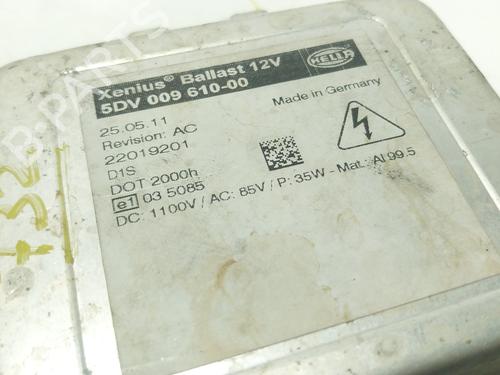 Xenius® Ballast 12V
5DV 009 610-00
HELLA
25.05.11
Made in Germany
Revision: AC
22019201
D1S
DOT 2000h
e1 03 5085
DC: 1100V / AC: 85V / P: 35W - Mat.: Al 99.5